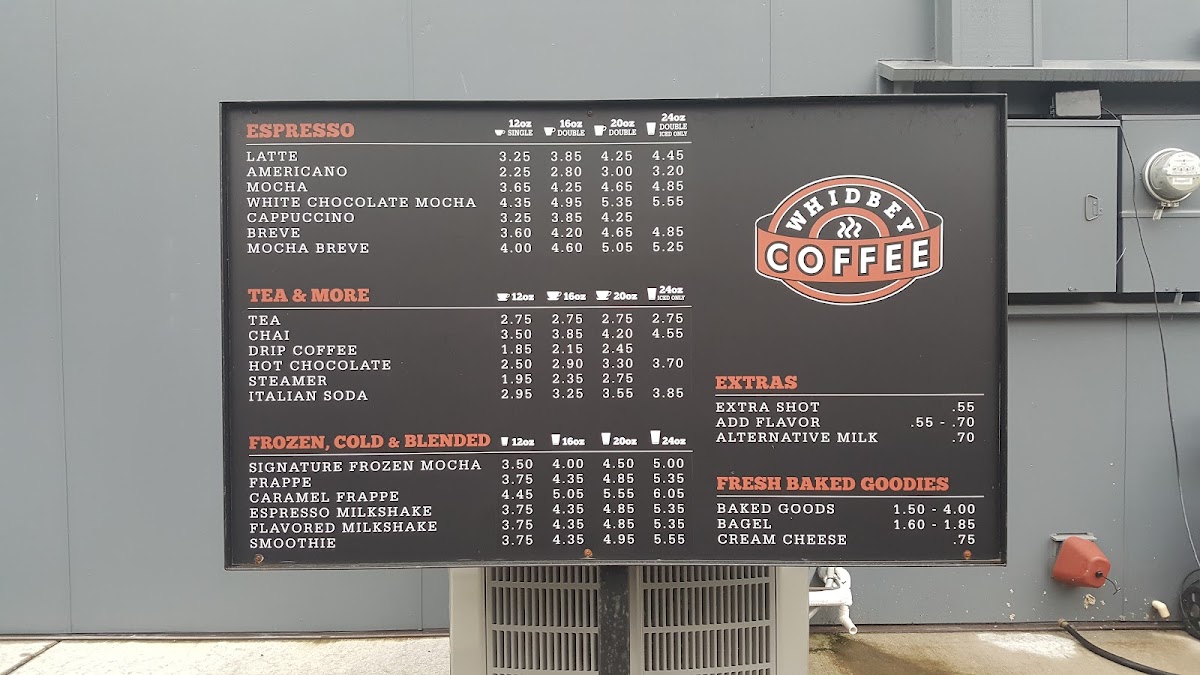 ESPRESSO 12oz SINGLE 16oz DOUBLE 20oz DOUBLE 24oz DOUBLE ICED ONLY
LATTE 3.25 3.85 4.25 4.45
AMERICANO 2.25 2.80 3.00 3.20
MOCHA 3.65 4.25 4.65 4.85
WHITE CHOCOLATE MOCHA 4.35 4.95 5.35 5.55
CAPPUCCINO 3.25 3.85 4.25
BREVE 3.60 4.20 4.65 4.85
MOCHA BREVE 4.00 4.60 5.05 5.25
TEA & MORE 12oz 16oz 20oz 24oz ICED ONLY
TEA 2.75 2.75 2.75 2.75
CHAI 3.50 3.85 4.20 4.55
DRIP COFFEE 1.85 2.15 2.45
HOT CHOCOLATE 2.50 2.90 3.30 3.70
STEAMER 1.95 2.35 2.75
ITALIAN SODA 2.95 3.25 3.55 3.85
FROZEN, COLD & BLENDED 12oz 16oz 20oz 24oz
SIGNATURE FROZEN MOCHA 3.50 4.00 4.50 5.00
FRAPPE 3.75 4.35 4.85 5.35
CARAMEL FRAPPE 4.45 5.05 5.55 6.05
ESPRESSO MILKSHAKE 3.75 4.35 4.85 5.35
FLAVORED MILKSHAKE 3.75 4.35 4.85 5.35
SMOOTHIE 3.75 4.35 4.95 5.55
WHIDBEY
COFFEE
EXTRAS
EXTRA SHOT .55
ADD FLAVOR .55 - .70
ALTERNATIVE MILK .70
FRESH BAKED GOODIES
BAKED GOODS 1.50 - 4.00
BAGEL 1.60 - 1.85
CREAM CHEESE .75